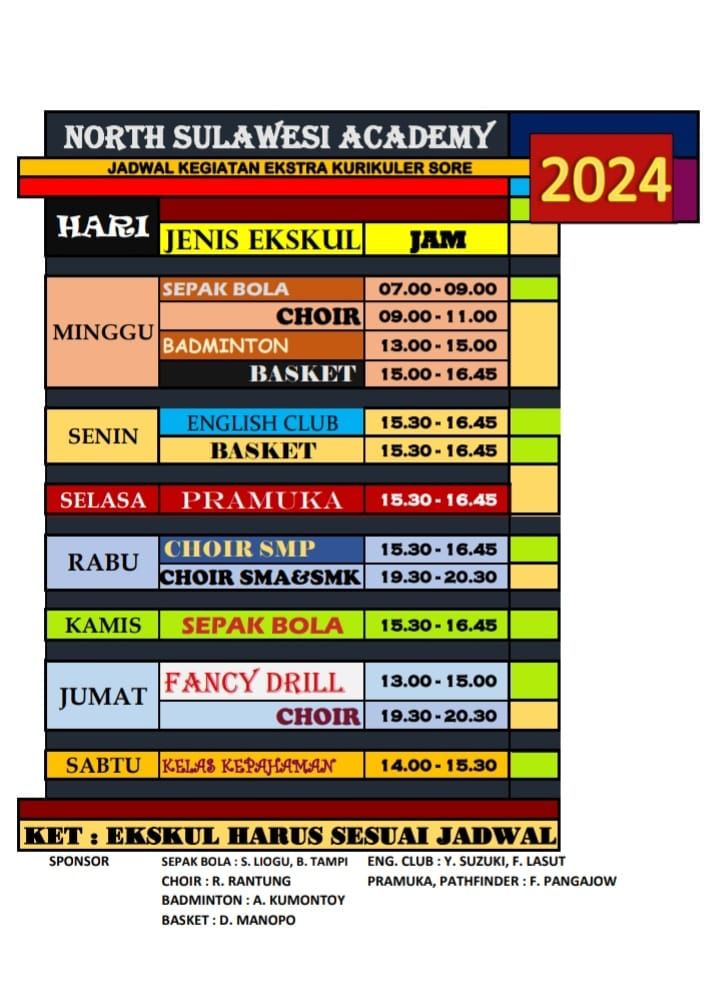 NORTH SULAWESI ACADEMY
JADWAL KEGIATAN EKSTRA KURIKULER SORE
2024
HARI JENIS EKSKUL JAM
MINGGU
SEPAK BOLA 07.00 - 09.00
CHOIR 09.00 - 11.00
BADMINTON 13.00 - 15.00
BASKET 15.00 - 16.45
SENIN
ENGLISH CLUB 15.30 - 16.45
BASKET 15.30 - 16.45
SELASA PRAMUKA 15.30 - 16.45
RABU
CHOIR SMP 15.30 - 16.45
CHOIR SMA&SMK 19.30 - 20.30
KAMIS SEPAK BOLA 15.30 - 16.45
JUMAT
FANCY DRILL 13.00 - 15.00
CHOIR 19.30 - 20.30
SABTU KELAS KEPAHAMAN 14.00 - 15.30
KET : EKSKUL HARUS SESUAI JADWAL
SPONSOR SEPAK BOLA : S. LIOGU, B. TAMPI ENG. CLUB : Y. SUZUKI, F. LASUT
CHOIR : R. RANTUNG PRAMUKA, PATHFINDER : F. PANGAJOW
BADMINTON : A. KUMONTOY
BASKET : D. MANOPO